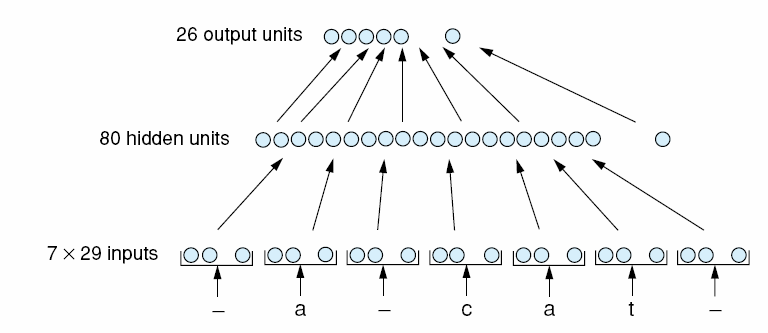 26 output units
80 hidden units
7 × 29 inputs
– a – c a t –